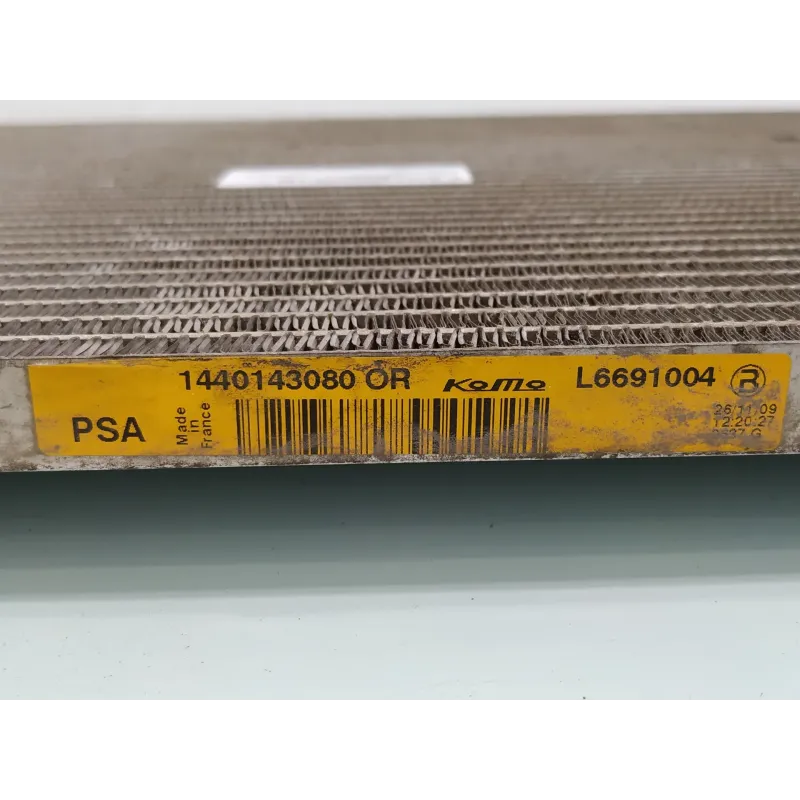 1440143080 OR KoMo L6691004 R
PSA
Made
in
France
26/11/09
12:20:27